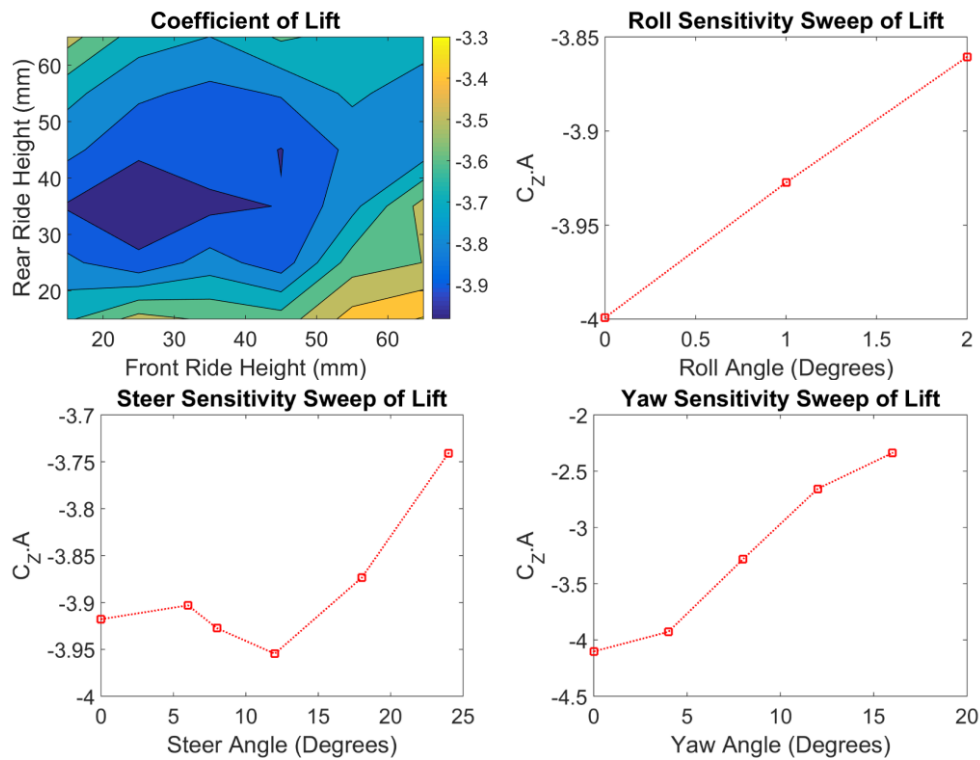 Coefficient of Lift
Rear Ride Height (mm)
60
50
40
30
20
20 30 40 50 60
Front Ride Height (mm)
-3.3
-3.4
-3.5
-3.6
-3.7
-3.8
-3.9
Roll Sensitivity Sweep of Lift
C_Z.A
-3.85
-3.9
-3.95
-4
0 0.5 1 1.5 2
Roll Angle (Degrees)
Steer Sensitivity Sweep of Lift
C_Z.A
-3.7
-3.75
-3.8
-3.85
-3.9
-3.95
-4
0 5 10 15 20 25
Steer Angle (Degrees)
Yaw Sensitivity Sweep of Lift
C_Z.A
-2
-2.5
-3
-3.5
-4
-4.5
0 5 10 15 20
Yaw Angle (Degrees)